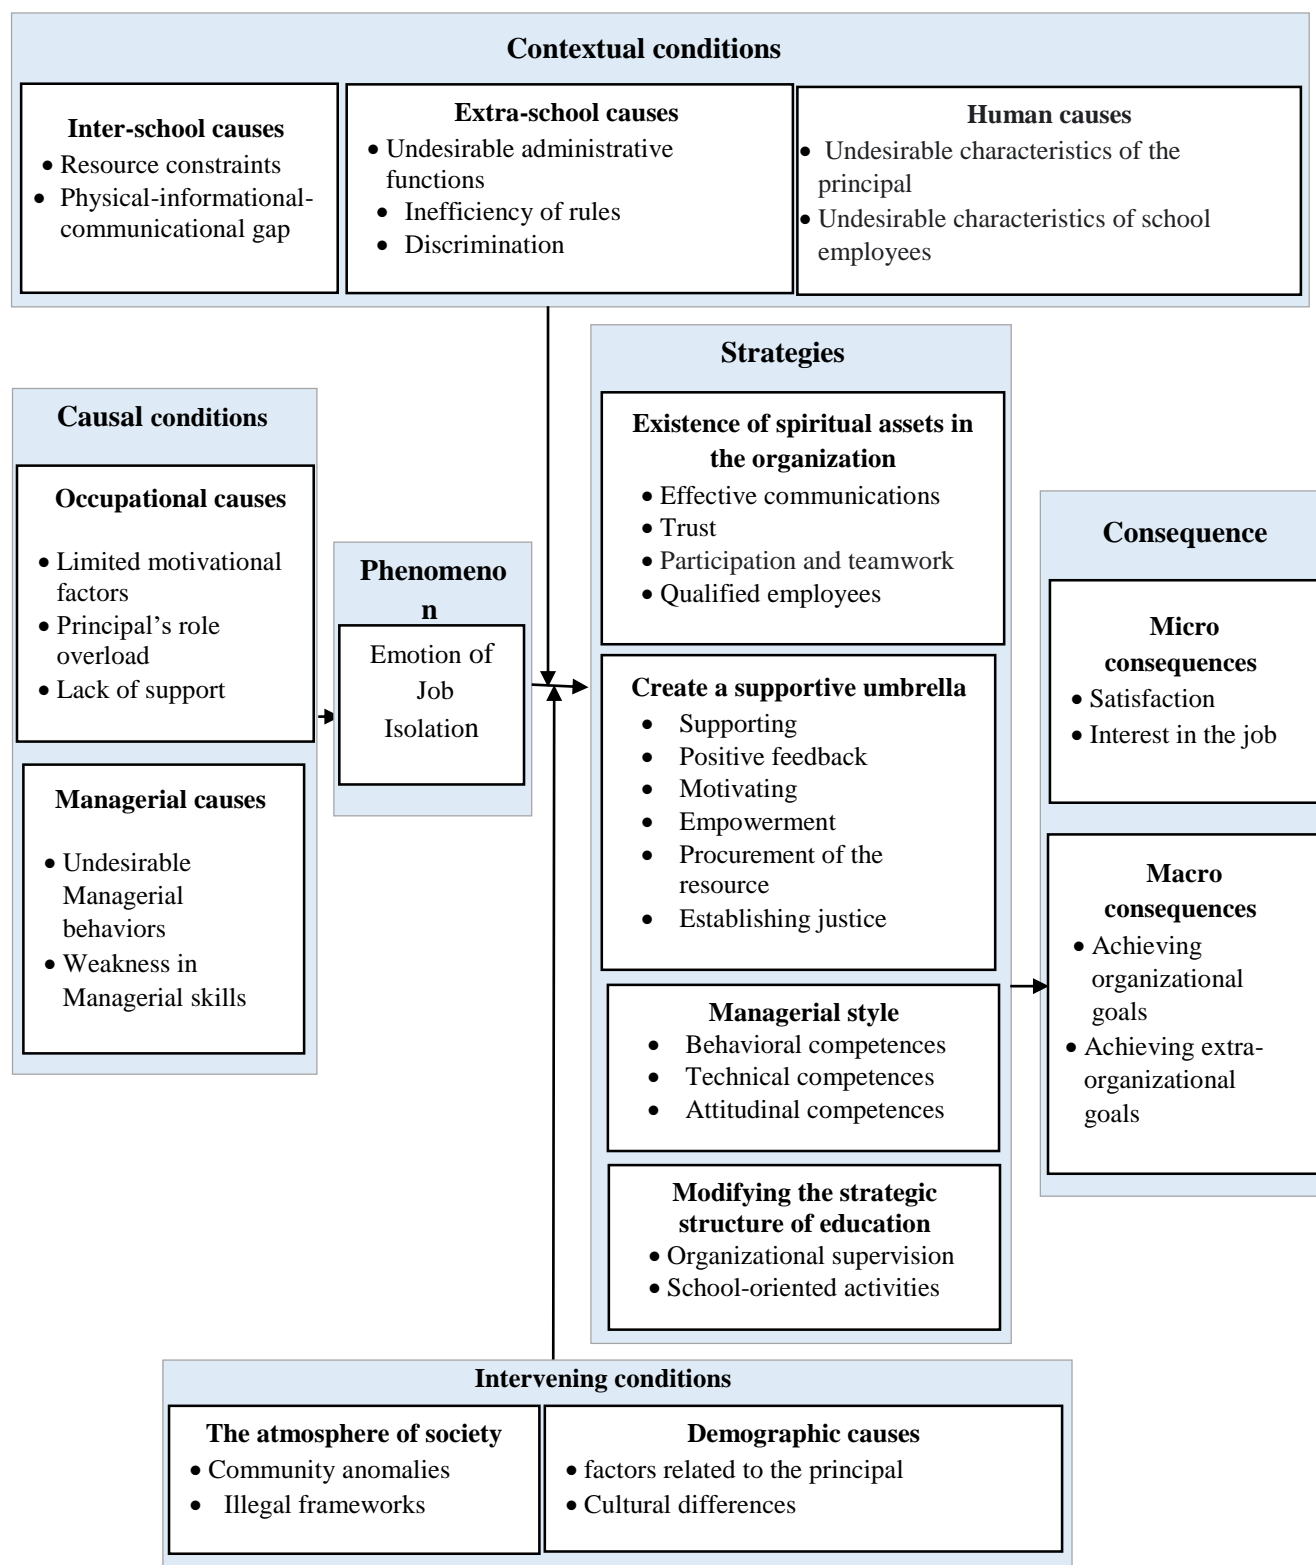 Contextual conditions
Inter-school causes
• Resource constraints
• Physical-informational-
communicational gap
Extra-school causes
• Undesirable administrative
functions
• Inefficiency of rules
• Discrimination
Human causes
• Undesirable characteristics of the
principal
• Undesirable characteristics of school
employees
Causal conditions
Occupational causes
• Limited motivational
factors
• Principal’s role
overload
• Lack of support
Managerial causes
• Undesirable
Managerial
behaviors
• Weakness in
Managerial skills
Phenomeno
n
Emotion of
Job
Isolation
Strategies
Existence of spiritual assets in
the organization
• Effective communications
• Trust
• Participation and teamwork
• Qualified employees
Create a supportive umbrella
• Supporting
• Positive feedback
• Motivating
• Empowerment
• Procurement of the
resource
• Establishing justice
Managerial style
• Behavioral competences
• Technical competences
• Attitudinal competences
Modifying the strategic
structure of education
• Organizational supervision
• School-oriented activities
Consequence
Micro
consequences
• Satisfaction
• Interest in the job
Macro
consequences
• Achieving
organizational
goals
• Achieving extra-
organizational
goals
Intervening conditions
The atmosphere of society
• Community anomalies
• Illegal frameworks
Demographic causes
• factors related to the principal
• Cultural differences